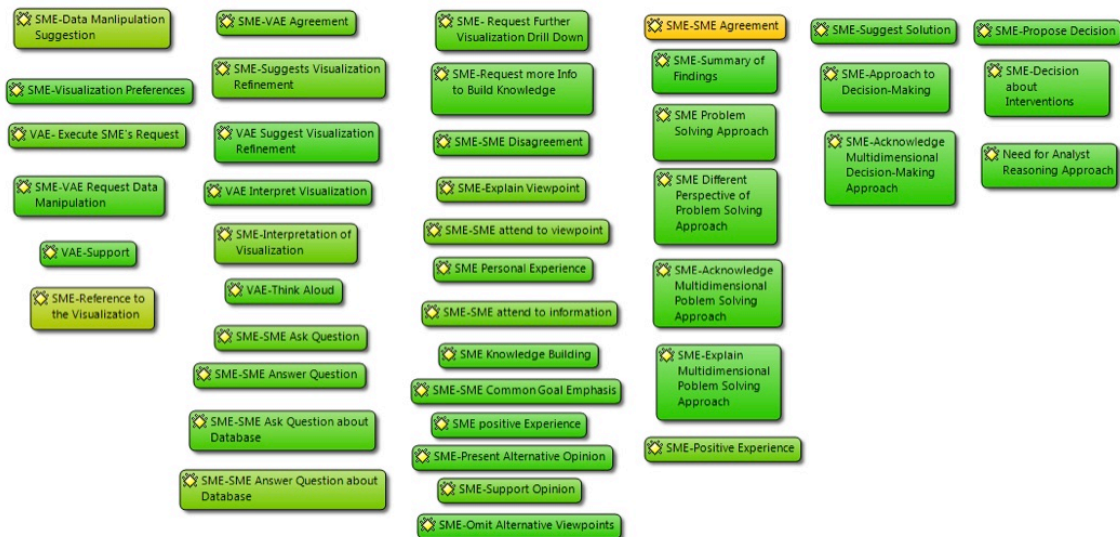 SME-Data Manlipulation
Suggestion
SME-Visualization Preferences
VAE- Execute SME's Request
SME-VAE Request Data
Manipulation
VAE-Support
SME-Reference to
the Visualization
SME-VAE Agreement
SME-Suggests Visualization
Refinement
VAE Suggest Visualization
Refinement
VAE Interpret Visualization
SME-Interpretation of
Visualization
VAE-Think Aloud
SME-SME Ask Question
SME-SME Answer Question
SME-SME Ask Question about
Database
SME-SME Answer Question about
Database
SME- Request Further
Visualization Drill Down
SME-Request more Info
to Build Knowledge
SME-SME Disagreement
SME-Explain Viewpoint
SME-SME attend to viewpoint
SME Personal Experience
SME-SME attend to information
SME Knowledge Building
SME-SME Common Goal Emphasis
SME positive Experience
SME-Present Alternative Opinion
SME-Support Opinion
SME-Omit Alternative Viewpoints
SME-SME Agreement
SME-Summary of
Findings
SME Problem
Solving Approach
SME Different
Perspective of
Problem Solving
Approach
SME-Acknowledge
Multidimensional
Poblem Solving
Approach
SME-Explain
Multidimensional
Poblem Solving
Approach
SME-Positive Experience
SME-Suggest Solution
SME-Approach to
Decision-Making
SME-Acknowledge
Multidimensional
Decision-Making
Approach
SME-Propose Decision
SME-Decision
about
Interventions
Need for Analyst
Reasoning Approach